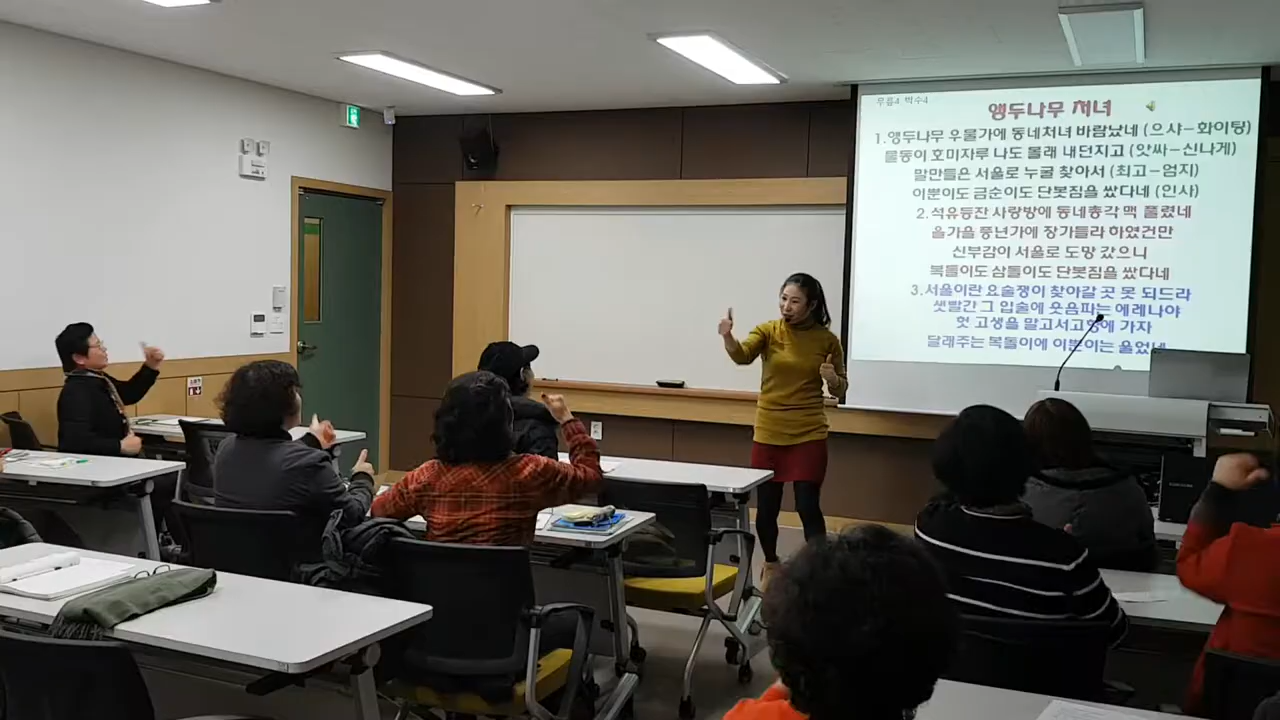 무릎4 박수4
앵두나무 처녀
1.앵두나무 우물가에 동네처녀 바람났네 (으샤-화이팅)
물동이 호미자루 나도 몰래 내던지고 (앗싸-신나게)
말만들은 서울로 누굴 찾아서 (최고-엄지)
이뿐이도 금순이도 단봇짐을 쌌다네 (인사)
2.석유등잔 사랑방에 동네총각 맥 풀렸네
올가을 풍년가에 장가들라 하였건만
신부감이 서울로 도망 갔으니
복돌이도 삼돌이도 단봇짐을 쌌다네
3.서울이란 요술쟁이 찾아갈 곳 못 되드라
샛빨간 그 입술에 웃음파는 에레나야
헛 고생을 말고서고향에 가자
달래주는 복돌이에 이뿐이는 울었네